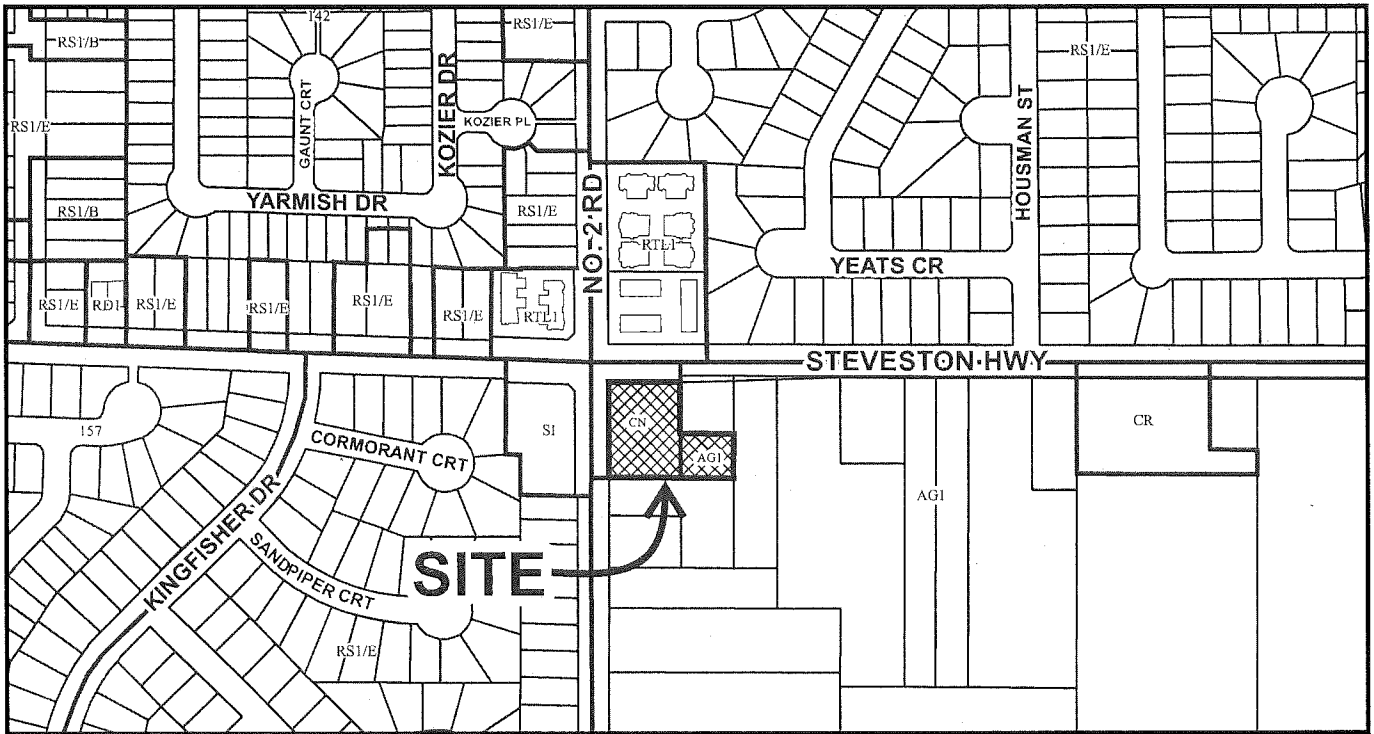 142
RS1/B
RS1/E
RS1/E
KOZIER DR
GAUNT CRT
KOZIER PL
RS1/E
HOUSMAN ST
YARMISH DR
RS1/B
RS1/E
NO. 2 RD
RTL1
YEATS CR
RS1/E
RD1
RS1/E
RS1/E
RS1/E
RS1/E
RTL1
STEVESTON HWY
157
CORMORANT CRT
SI
CN
AG1
CR
AG1
KINGFISHER DR
SANDPIPER CRT
SITE
RS1/E